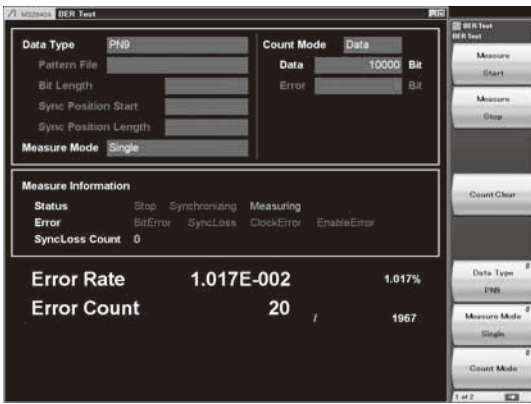 MS2840A BER Test
BER Test
BER Test
Data Type PN9
Count Mode Data
Pattern File
Data 10000 Bit
Bit Length
Error Bit
Sync Position Start
Sync Position Length
Measure Mode Single
Measure Information
Status Stop Synchronizing Measuring
Error BitError SyncLoss ClockError EnableError
SyncLoss Count 0
Error Rate 1.017E-002 1.017%
Error Count 20 / 1967
Measure
Start
Measure
Stop
Count Clear
Data Type
PN9
Measure Mode
Single
Count Mode
1 of 2